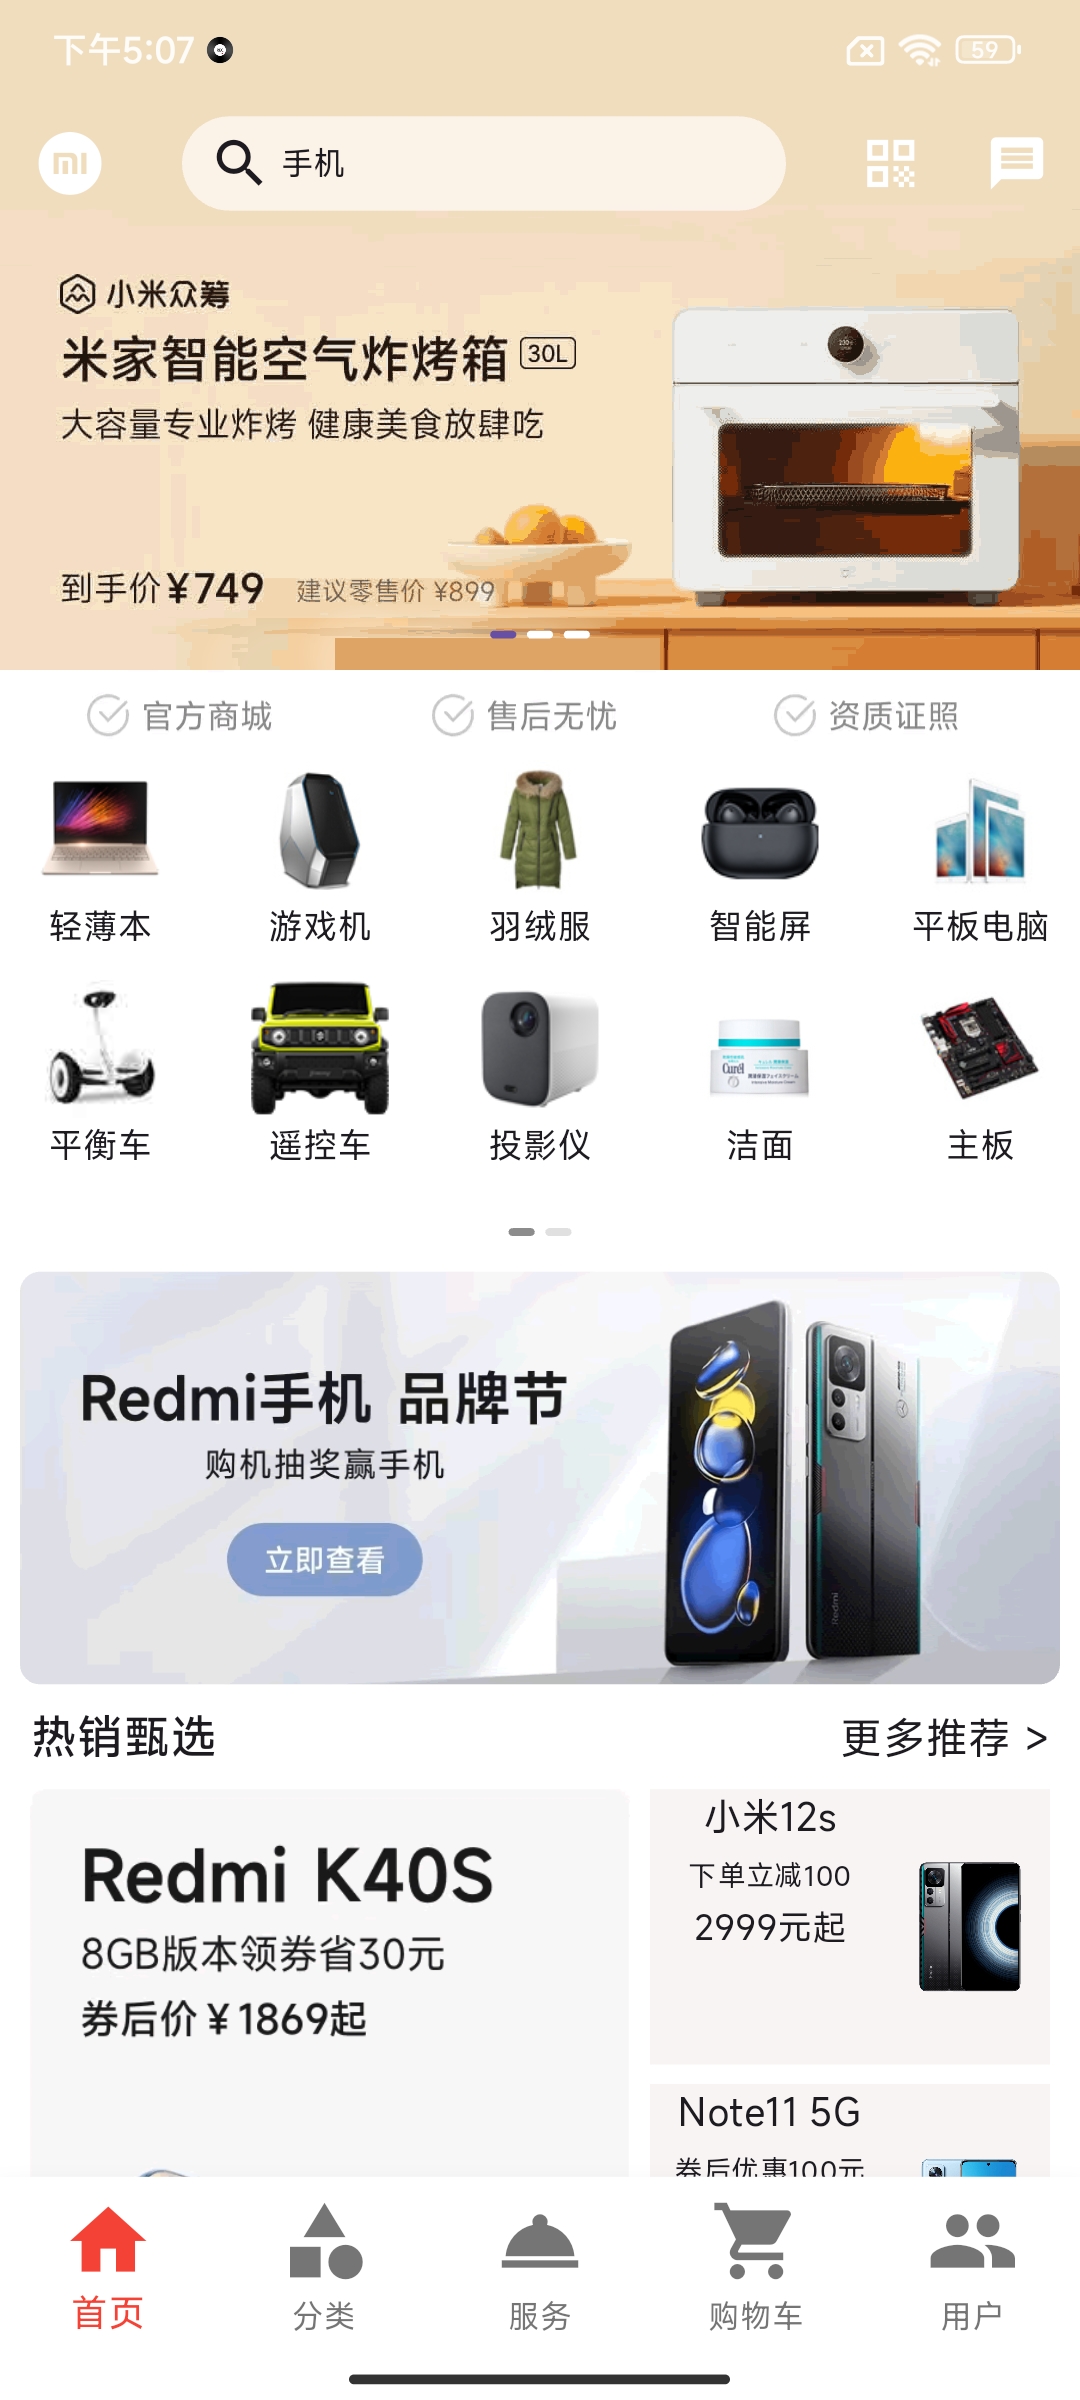 下午5:07
59
手机
小米众筹
米家智能空气炸烤箱 30L
大容量专业炸烤 健康美食放肆吃
到手价¥749 建议零售价 ¥899
官方商城 售后无忧 资质证照
轻薄本 游戏机 羽绒服 智能屏 平板电脑
Curel
平衡车 遥控车 投影仪 洁面 主板
Redmi手机 品牌节
购机抽奖赢手机
立即查看
Redmi
热销甄选 更多推荐 >
Redmi K40S
8GB版本领券省30元
券后价¥1869起
小米12s
下单立减100
2999元起
Note11 5G
券后优惠100元
首页 分类 服务 购物车 用户